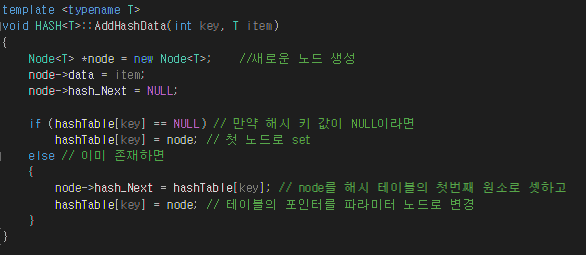 template <typename T>
void HASH<T>::AddHashData(int key, T item)
{
Node<T> *node = new Node<T>; //새로운 노드 생성
node->data = item;
node->hash_Next = NULL;
if (hashTable[key] == NULL) // 만약 해시 키 값이 NULL이라면
hashTable[key] = node; // 첫 노드로 set
else // 이미 존재하면
{
node->hash_Next = hashTable[key]; // node를 해시 테이블의 첫번째 원소로 셋하고
hashTable[key] = node; // 테이블의 포인터를 파라미터 노드로 변경
}
}